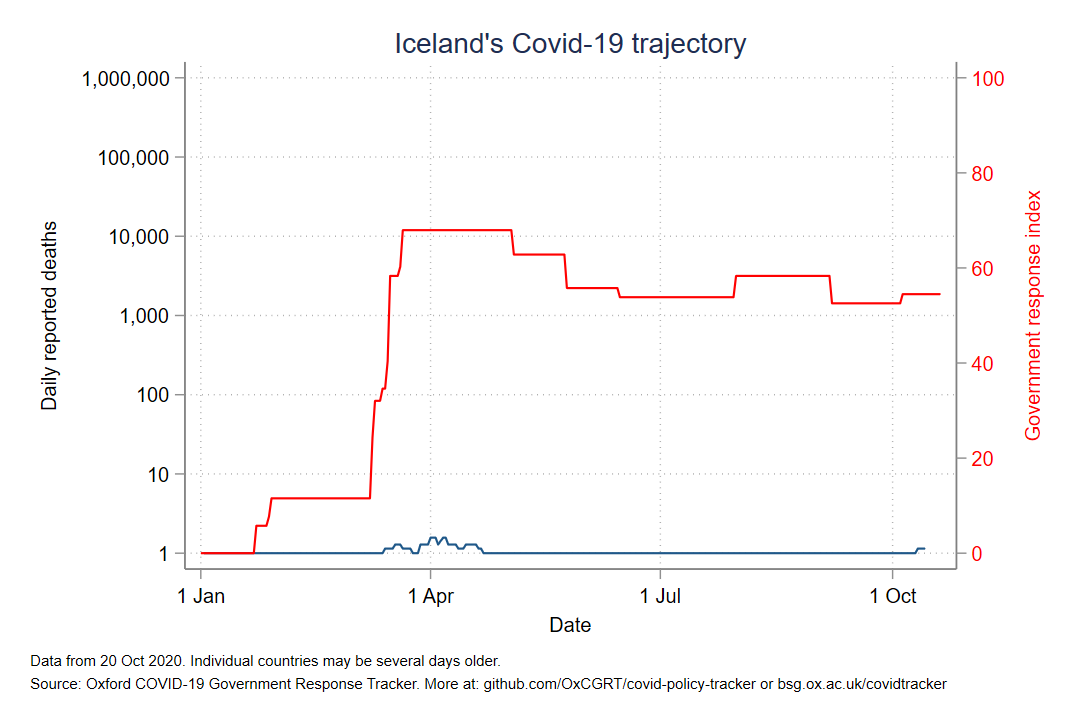 Iceland's Covid-19 trajectory
1,000,000
100,000
10,000
1,000
100
10
1
Daily reported deaths
100
80
60
40
20
0
Government response index
1 Jan
1 Apr
1 Jul
1 Oct
Date
Data from 20 Oct 2020. Individual countries may be several days older.
Source: Oxford COVID-19 Government Response Tracker. More at: github.com/OxCGRT/covid-policy-tracker or bsg.ox.ac.uk/covidtracker